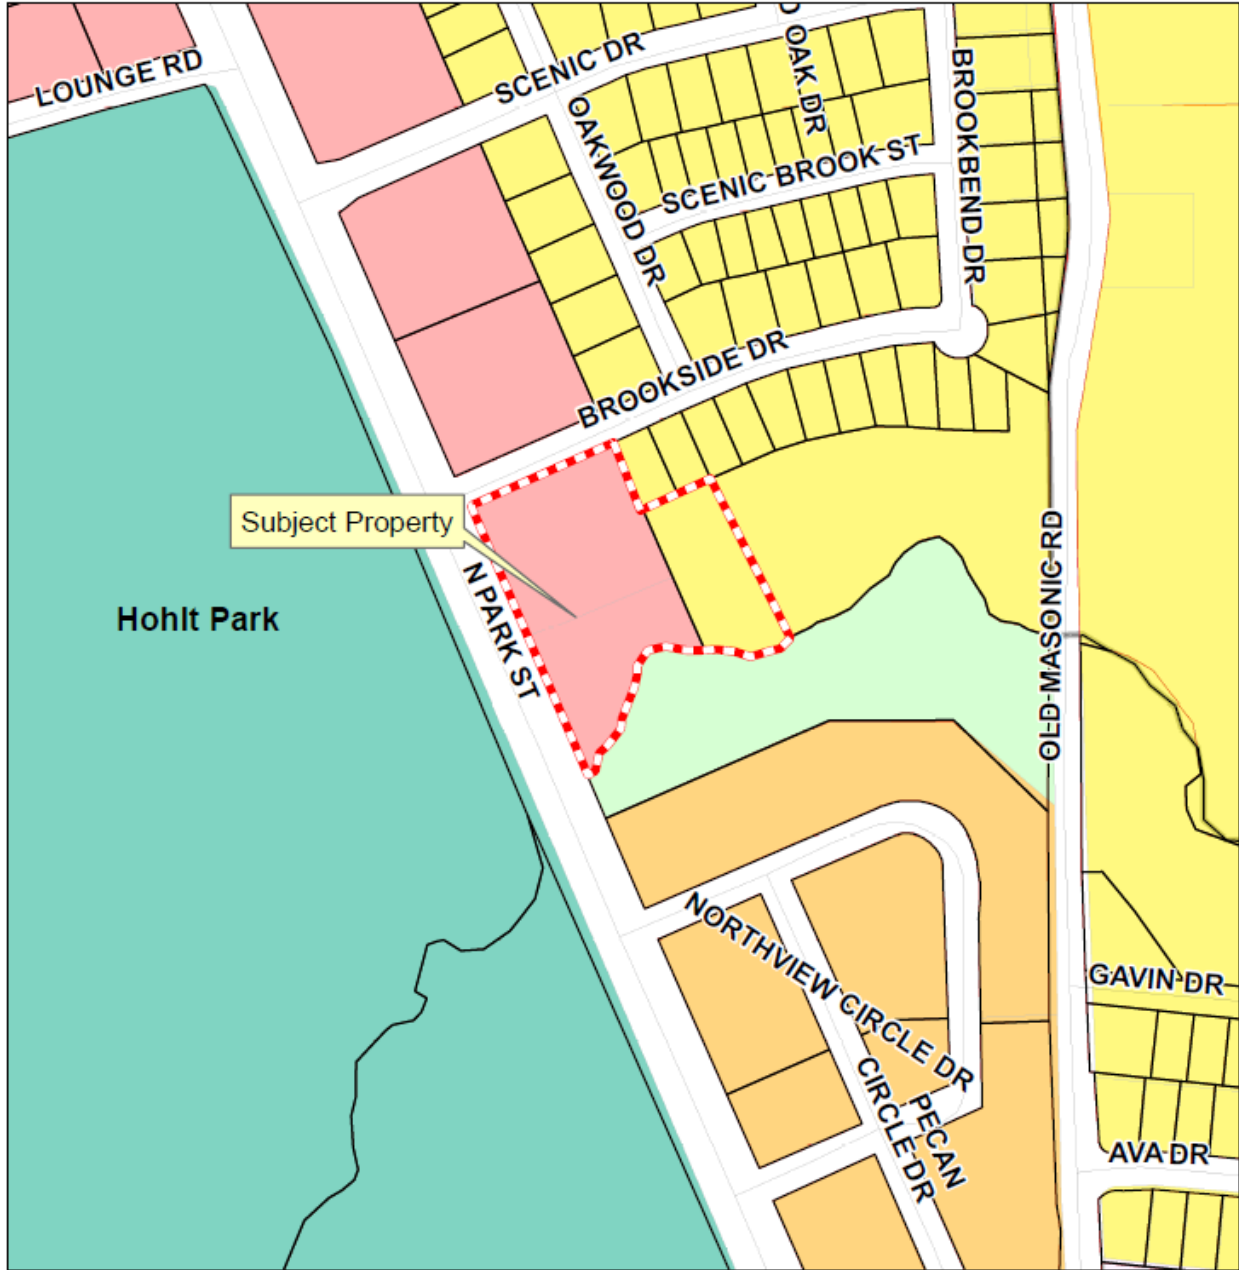 LOUNGE RD
SCENIC DR
OAK DR
OAKWOOD DR
SCENIC BROOK ST
BROOKBEND DR
BROOKSIDE DR
Subject Property
N PARK ST
Hohlt Park
OLD MASONIC RD
NORTHVIEW CIRCLE DR
GAVIN DR
PECAN
CIRCLE DR
AVA DR